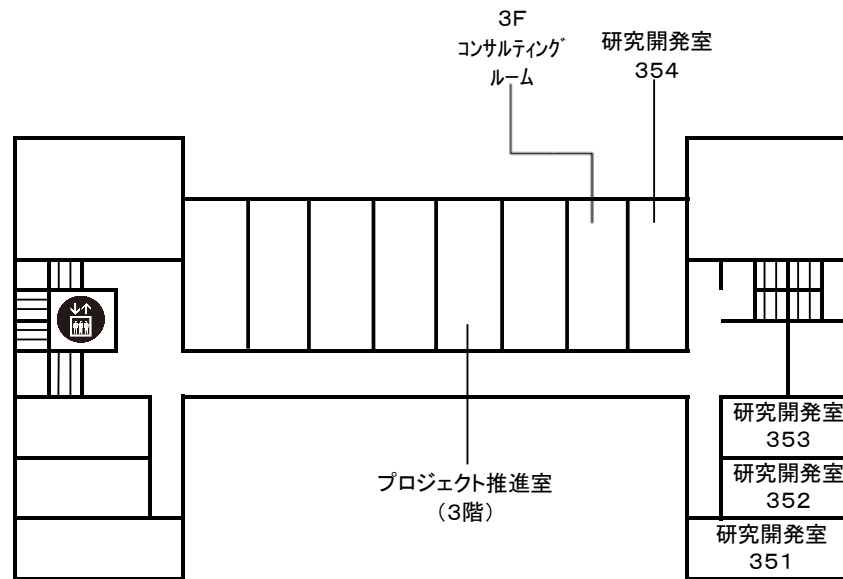 3F
コンサルティング
ルーム
研究開発室
354
プロジェクト推進室
(3階)
研究開発室
353
研究開発室
352
研究開発室
351